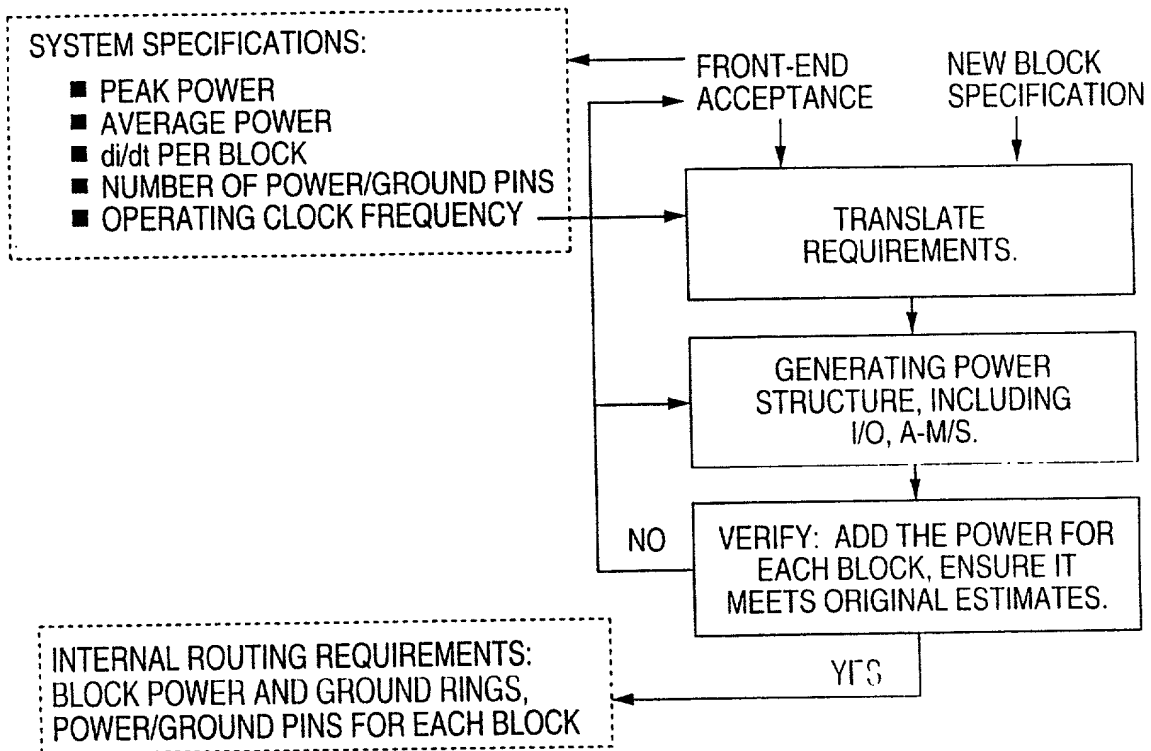 SYSTEM SPECIFICATIONS:
■ PEAK POWER
■ AVERAGE POWER
■ di/dt PER BLOCK
■ NUMBER OF POWER/GROUND PINS
■ OPERATING CLOCK FREQUENCY
FRONT-END
ACCEPTANCE
NEW BLOCK
SPECIFICATION
TRANSLATE
REQUIREMENTS.
GENERATING POWER
STRUCTURE, INCLUDING
I/O, A-M/S.
NO
VERIFY: ADD THE POWER FOR
EACH BLOCK, ENSURE IT
MEETS ORIGINAL ESTIMATES.
YES
INTERNAL ROUTING REQUIREMENTS:
BLOCK POWER AND GROUND RINGS,
POWER/GROUND PINS FOR EACH BLOCK